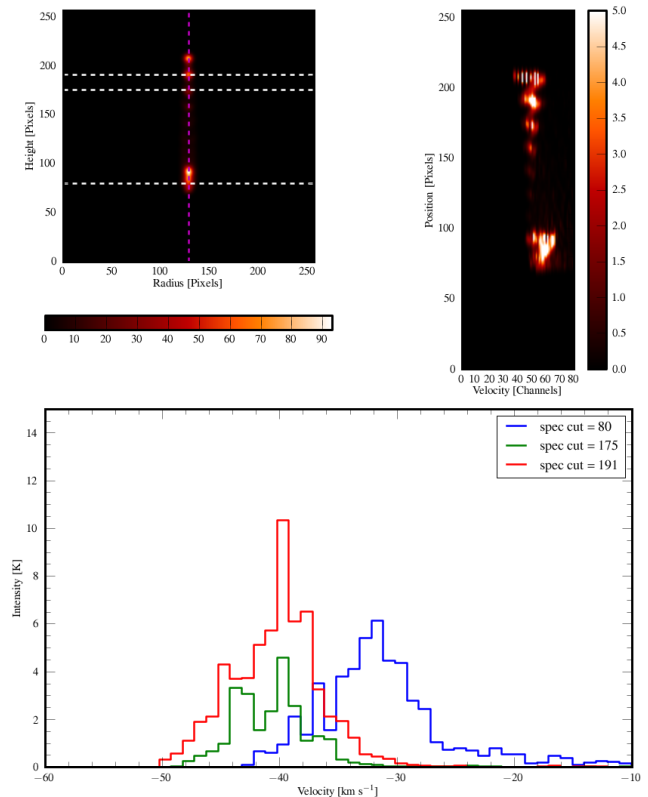 250
200
150
100
50
0
Height [Pixels]
0 50 100 130 200 250
Radius [Pixels]
0 10 20 30 40 50 60 70 80 90
250
200
150
100
50
0
Position [Pixels]
0 10 20 30 40 50 60 70 80
Velocity [Channels]
5.0
4.5
4.0
3.5
3.0
2.5
2.0
1.5
1.0
0.5
0.0
14
12
10
8
6
4
2
0
Intensity [K]
spec cut = 80
spec cut = 175
spec cut = 191
−60 −50 −40 −30 −20 −10
Velocity [km s⁻¹]